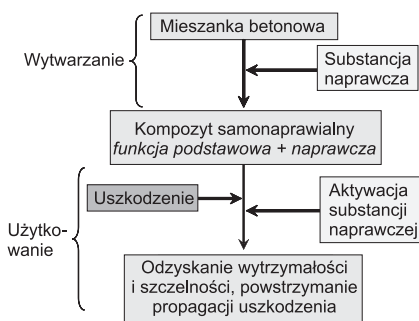 Mieszanka betonowa
Wytwarzanie
Substancja
naprawcza
Kompozyt samonaprawialny
funkcja podstawowa + naprawcza
Uszkodzenie
Aktywacja
substancji
naprawczej
Użytko-
wanie
Odzyskanie wytrzymałości
i szczelności, powstrzymanie
propagacji uszkodzenia